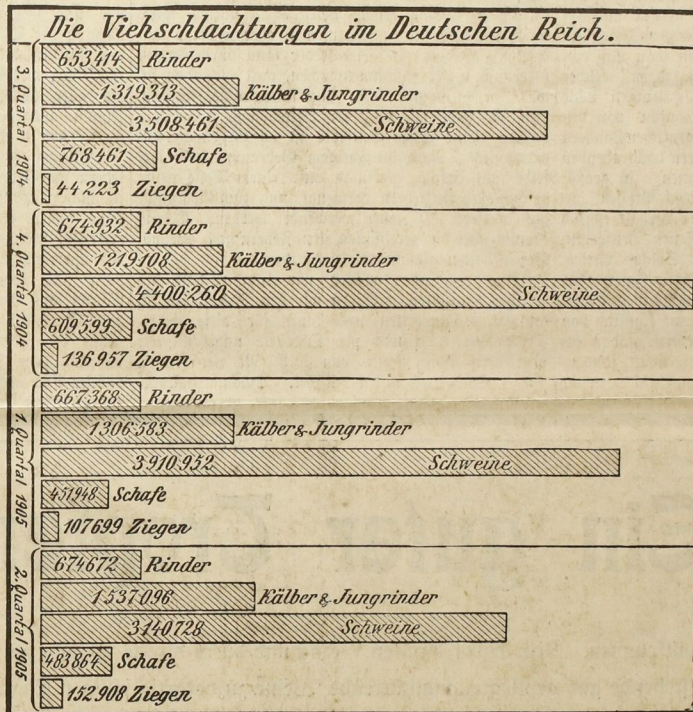 Die Viehschlachtungen im Deutschen Reich.
3. Quartal 1904
653414 Rinder
1319313 Kälber & Jungrinder
3508461 Schweine
768461 Schafe
44223 Ziegen
4. Quartal 1904
674932 Rinder
1219108 Kälber & Jungrinder
4400260 Schweine
609599 Schafe
136957 Ziegen
1. Quartal 1905
667368 Rinder
1306583 Kälber & Jungrinder
3910952 Schweine
451948 Schafe
107699 Ziegen
2. Quartal 1905
674672 Rinder
1537096 Kälber & Jungrinder
3140728 Schweine
483864 Schafe
152908 Ziegen